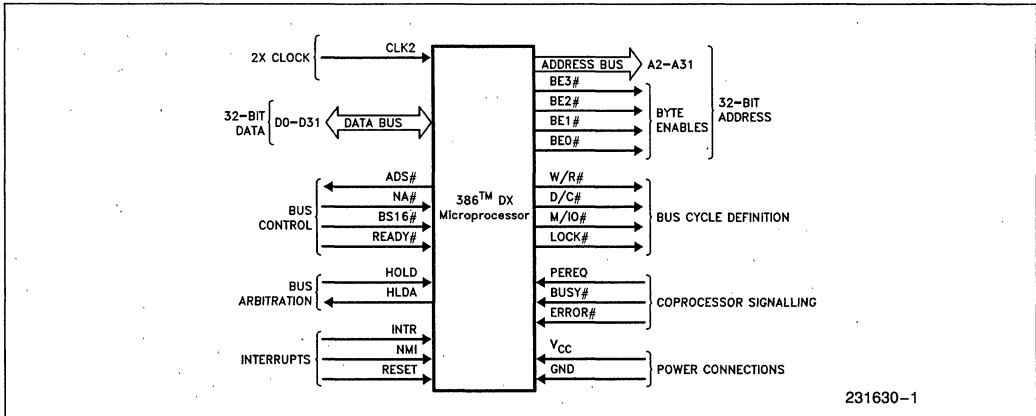 2X CLOCK
CLK2
32-BIT
DATA
D0-D31
DATA BUS
BUS
CONTROL
ADS#
NA#
BS16#
READY#
BUS
ARBITRATION
HOLD
HLDA
INTERRUPTS
INTR
NMI
RESET
386™ DX
Microprocessor
ADDRESS BUS
A2-A31
BE3#
BE2#
BE1#
BE0#
BYTE
ENABLES
32-BIT
ADDRESS
W/R#
D/C#
M/IO#
LOCK#
BUS CYCLE DEFINITION
PEREQ
BUSY#
ERROR#
COPROCESSOR SIGNALLING
VCC
GND
POWER CONNECTIONS
231630-1